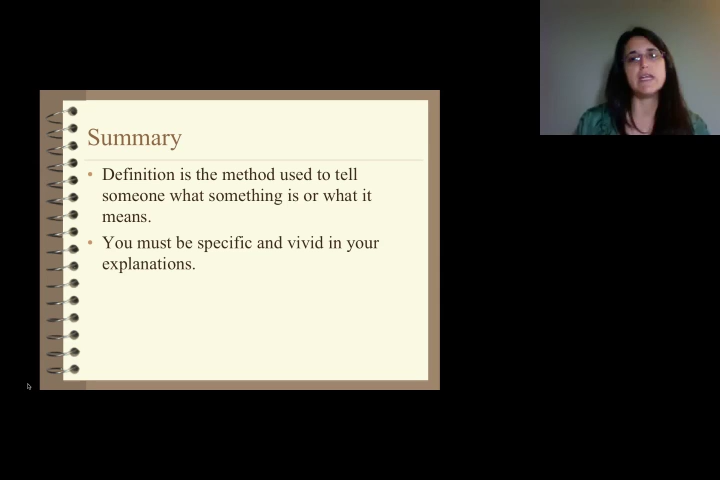 Summary
• Definition is the method used to tell
someone what something is or what it
means.
• You must be specific and vivid in your
explanations.